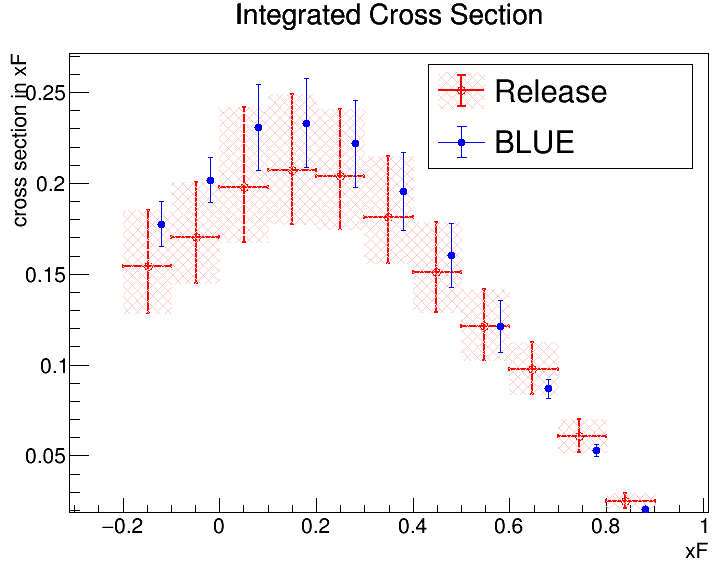 Integrated Cross Section
cross section in xF
0.25
0.2
0.15
0.1
0.05
Release
BLUE
−0.2
0
0.2
0.4
0.6
0.8
1
xF